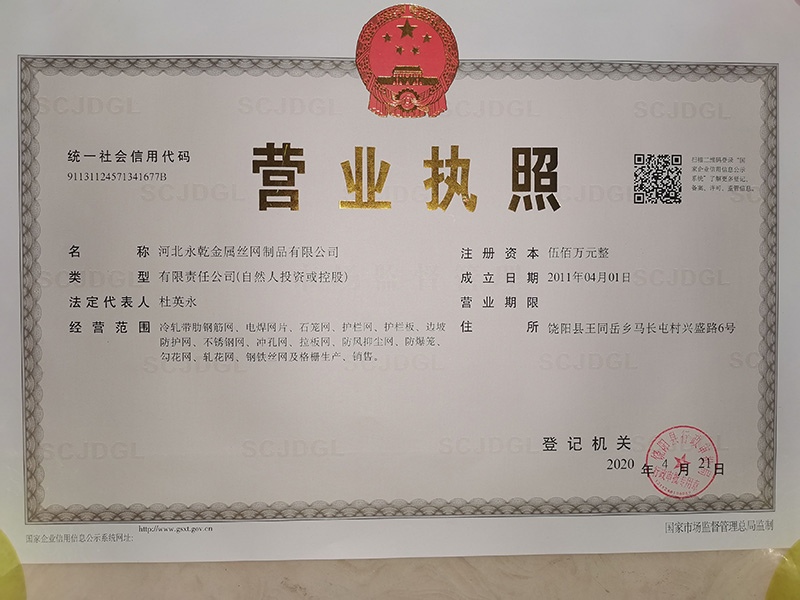 统一社会信用代码
91131124571341677B
营业执照
扫描二维码登录“国
家企业信用信息公示
系统”了解更多登记、
备案、许可、监管信息。
名 称 河北永乾金属丝网制品有限公司
类 型 有限责任公司(自然人投资或控股)
法定代表人 杜英永
经营范围 冷轧带肋钢筋网、电焊网片、石笼网、护栏网、护栏板、边坡
防护网、不锈钢网、冲孔网、拉板网、防风抑尘网、防爆笼、
勾花网、轧花网、钢铁丝网及格栅生产、销售。
注册资本 伍佰万元整
成立日期 2011年04月01日
营业期限
住 所 饶阳县王同岳乡马长屯村兴盛路6号
登记机关
2020 年 4 月 21 日
http://www.gsxt.gov.cn
国家企业信用信息公示系统网址:
国家市场监督管理总局监制
SCJDGL